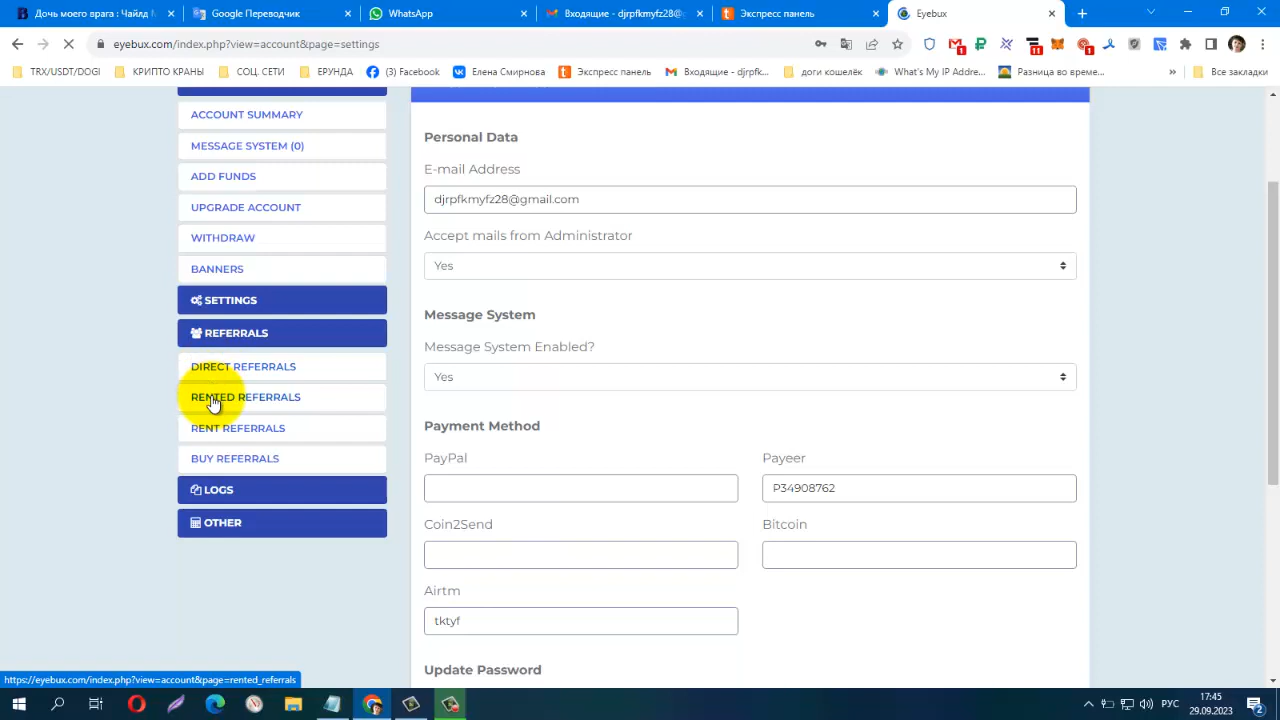 Дочь моего врага : Чайлд М
Google Переводчик
WhatsApp
Входящие - djrpfkmyfz28@
Экспресс панель
Eyebux
eyebux.com/index.php?view=account&page=settings
1
11
1
TRX/USDT/DOGI
КРИПТО КРАНЫ
СОЦ. СЕТИ
ЕРУНДА
(3) Facebook
Елена Смирнова
Экспресс панель
Входящие - djrpfk...
доги кошелёк
What's My IP Addre...
Разница во време...
»
Все закладки
ACCOUNT SUMMARY
MESSAGE SYSTEM (0)
ADD FUNDS
UPGRADE ACCOUNT
WITHDRAW
BANNERS
SETTINGS
REFERRALS
DIRECT REFERRALS
RENTED REFERRALS
RENT REFERRALS
BUY REFERRALS
LOGS
OTHER
Personal Data
E-mail Address
djrpfkmyfz28@gmail.com
Accept mails from Administrator
Yes
Message System
Message System Enabled?
Yes
Payment Method
PayPal
Payeer
P34908762
Coin2Send
Bitcoin
Airtm
tktyf
Update Password
https://eyebux.com/index.php?view=account&page=rented_referrals
РУС
17:45
29.09.2023
2